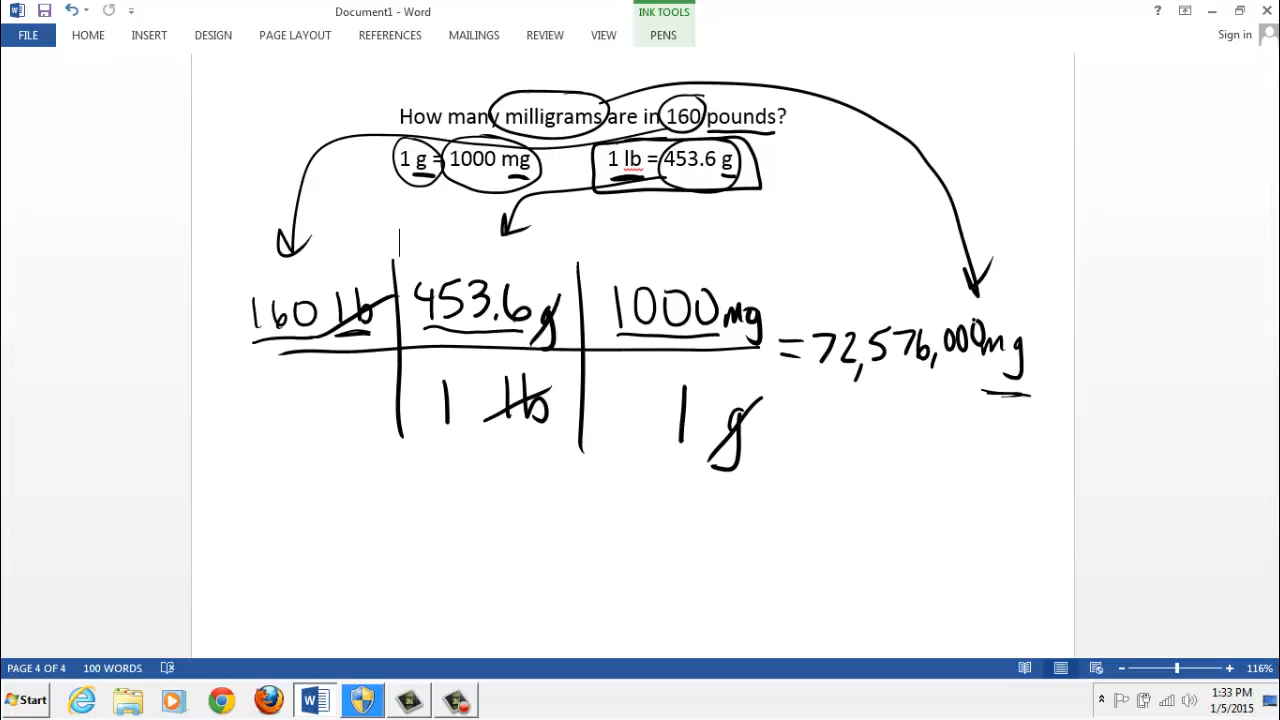 Document1 - Word
INK TOOLS
FILE HOME INSERT DESIGN PAGE LAYOUT REFERENCES MAILINGS REVIEW VIEW PENS
Sign in
How many milligrams are in 160 pounds?
1 g = 1000 mg 1 lb = 453.6 g
160 lb 453.6 g 1000 mg
= 72,576,000 mg
1 lb 1 g
PAGE 4 OF 4 100 WORDS
116%
Start
1:33 PM
1/5/2015